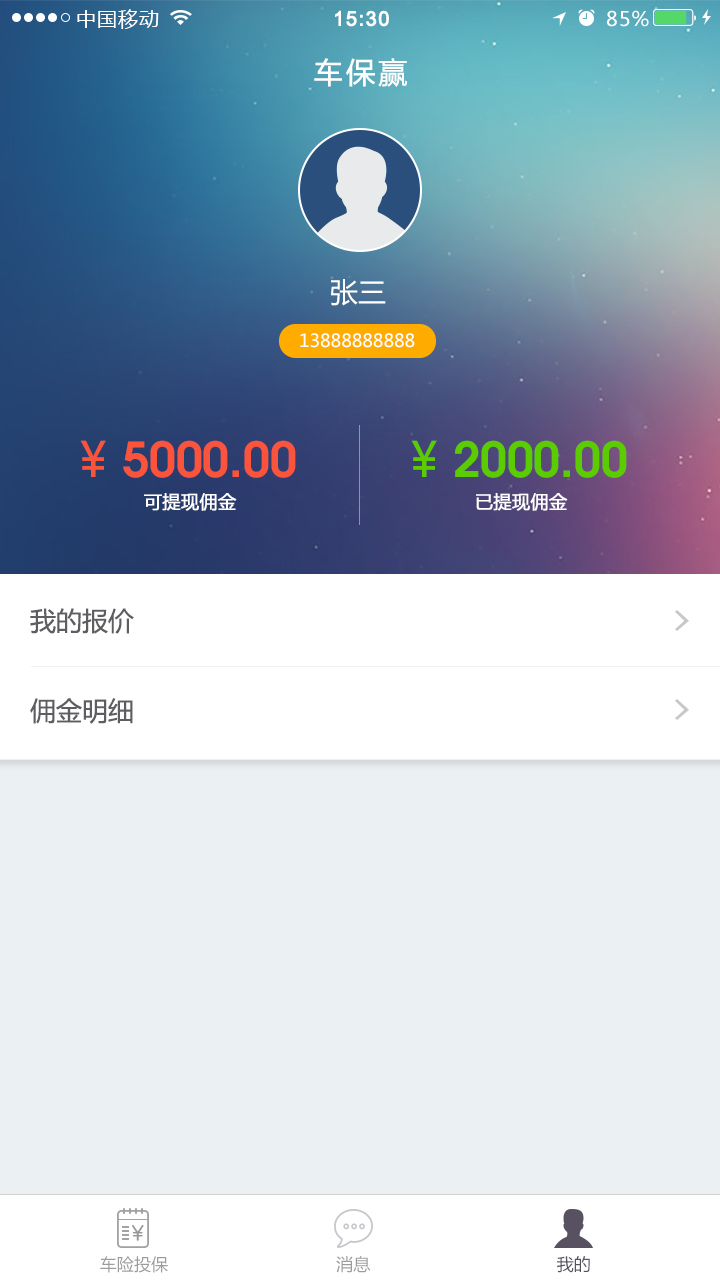 中国移动 15:30 85%
车保赢
张三
13888888888
¥ 5000.00 ¥ 2000.00
可提现佣金 已提现佣金
我的报价
佣金明细
¥
车险投保 消息 我的